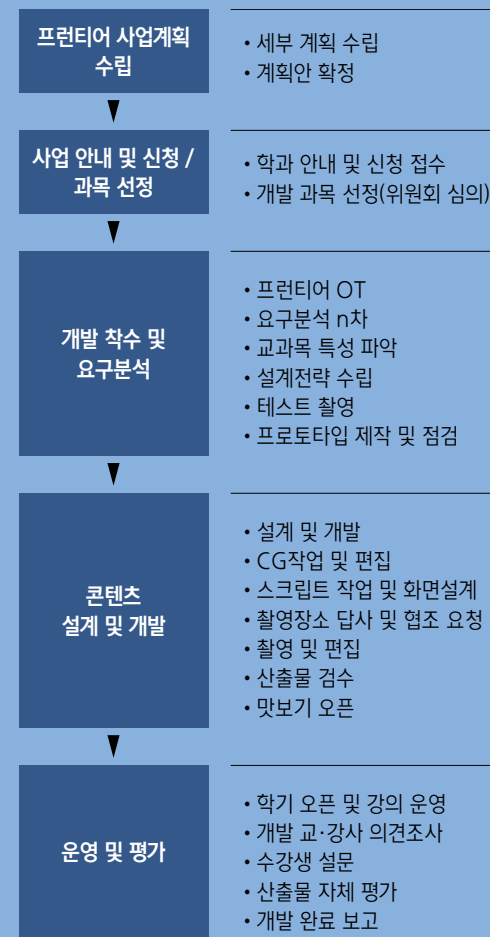 프런티어 사업계획
수립
• 세부 계획 수립
• 계획안 확정
사업 안내 및 신청 /
과목 선정
• 학과 안내 및 신청 접수
• 개발 과목 선정(위원회 심의)
개발 착수 및
요구분석
• 프런티어 OT
• 요구분석 n차
• 교과목 특성 파악
• 설계전략 수립
• 테스트 촬영
• 프로토타입 제작 및 점검
콘텐츠
설계 및 개발
• 설계 및 개발
• CG작업 및 편집
• 스크립트 작업 및 화면설계
• 촬영장소 답사 및 협조 요청
• 촬영 및 편집
• 산출물 검수
• 맛보기 오픈
운영 및 평가
• 학기 오픈 및 강의 운영
• 개발 교·강사 의견조사
• 수강생 설문
• 산출물 자체 평가
• 개발 완료 보고